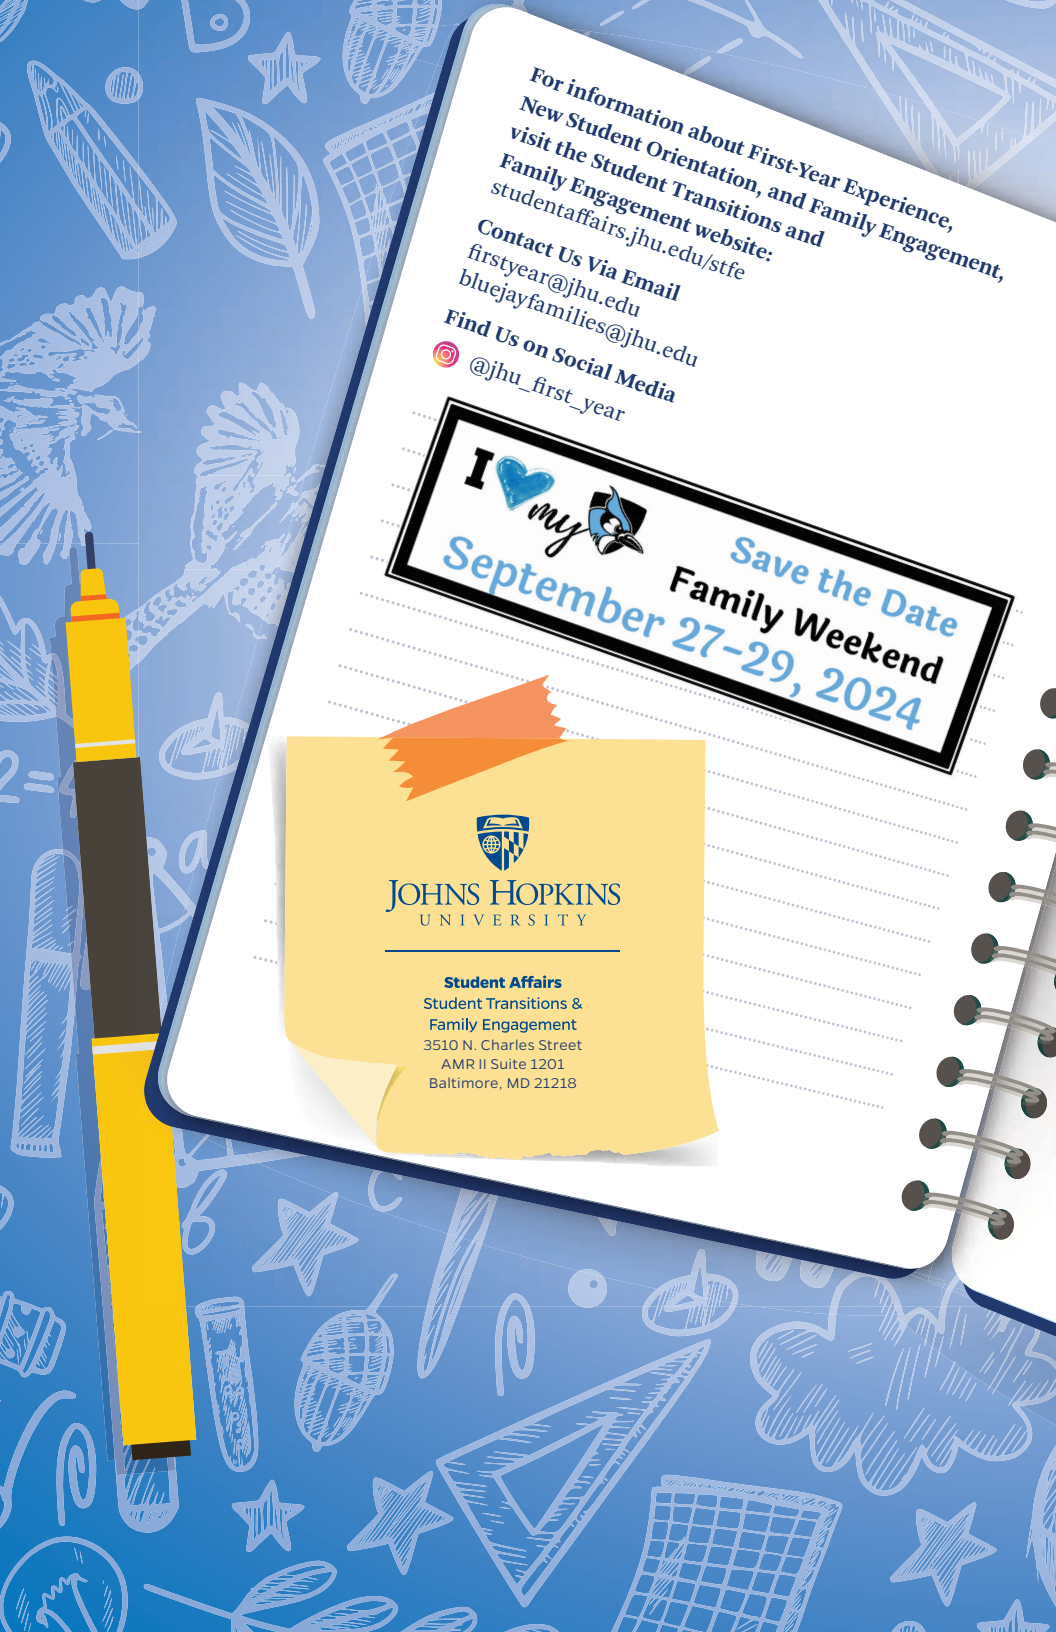 For information about First-Year Experience,
New Student Orientation, and Family Engagement,
visit the Student Transitions and
Family Engagement website:
studentaffairs.jhu.edu/stfe
Contact Us Via Email
firstyear@jhu.edu
bluejayfamilies@jhu.edu
Find Us on Social Media
@jhu_first_year
I my
Save the Date
Family Weekend
September 27-29, 2024
JOHNS HOPKINS
UNIVERSITY
Student Affairs
Student Transitions &
Family Engagement
3510 N. Charles Street
AMR II Suite 1201
Baltimore, MD 21218